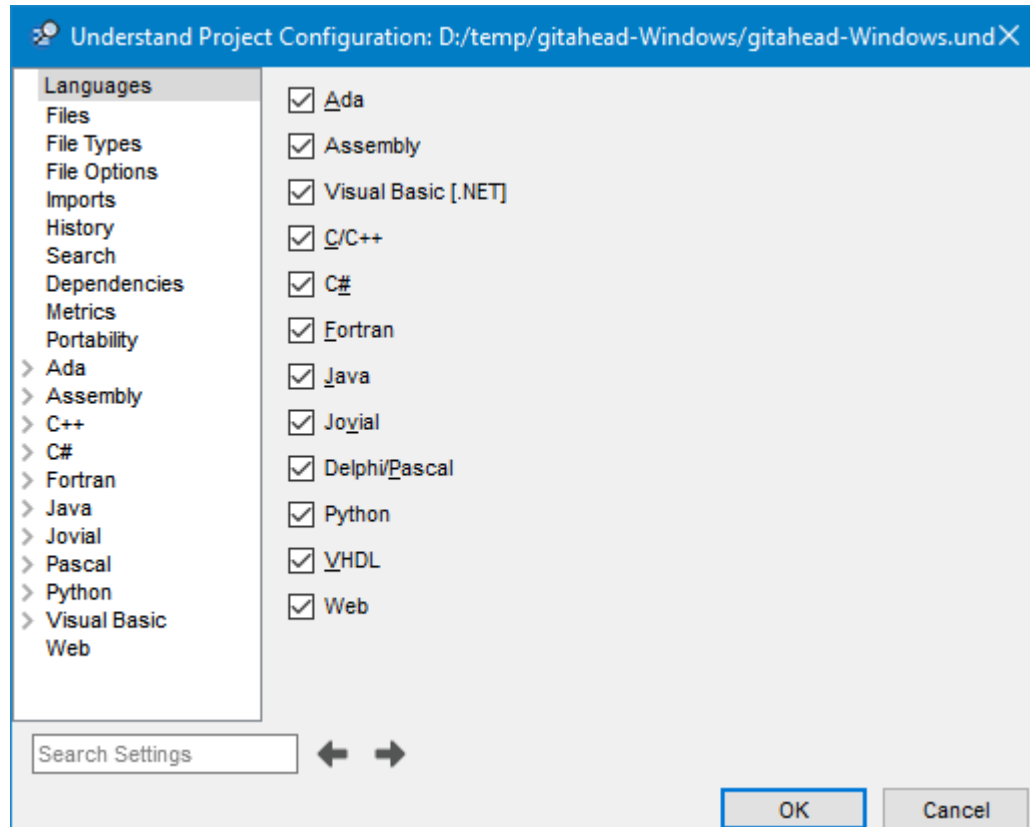 Understand Project Configuration: D:/temp/gitahead-Windows/gitahead-Windows.und
Languages
Files
File Types
File Options
Imports
History
Search
Dependencies
Metrics
Portability
Ada
Assembly
C++
C#
Fortran
Java
Jovial
Pascal
Python
Visual Basic
Web
Ada
Assembly
Visual Basic [.NET]
C/C++
C#
Fortran
Java
Jovial
Delphi/Pascal
Python
VHDL
Web
Search Settings
OK
Cancel